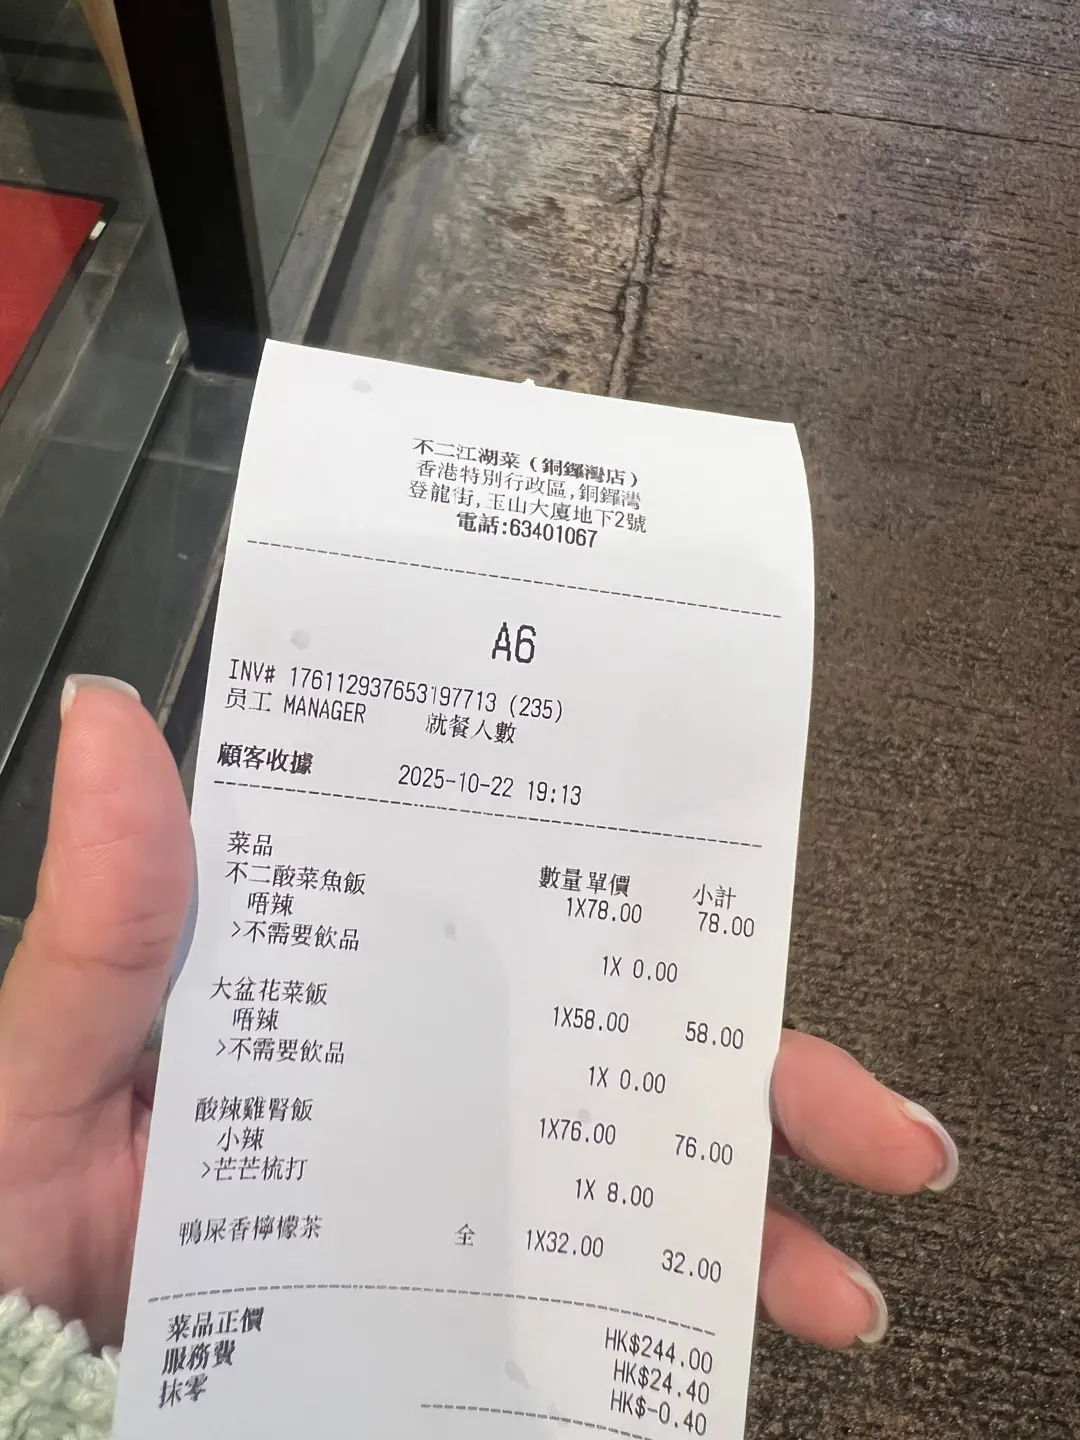 不二江湖菜（銅鑼灣店）
香港特別行政區,銅鑼灣
登龍街,玉山大廈地下2號
電話:63401067
A6
INV# 176112937653197713 (235)
员工 MANAGER 就餐人數
顧客收據 2025-10-22 19:13
菜品 數量單價 小計
不二酸菜魚飯 1X78.00 78.00
唔辣
>不需要飲品 1X 0.00
大盆花菜飯 1X58.00 58.00
唔辣
>不需要飲品 1X 0.00
酸辣雞腎飯 1X76.00 76.00
小辣
>芒芒梳打 1X 8.00
鴨屎香檸檬茶 全 1X32.00 32.00
菜品正價 HK$244.00
服務費 HK$24.40
抹零 HK$-0.40